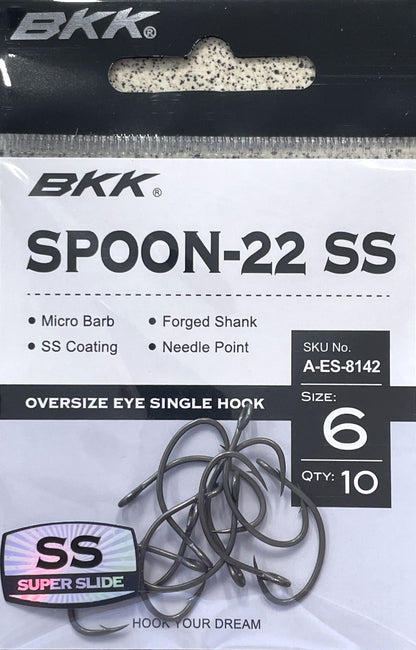 BKK®
BKK®
SPOON-22 SS
• Micro Barb • Forged Shank
• SS Coating • Needle Point
SKU No.
A-ES-8142
OVERSIZE EYE SINGLE HOOK
SIZE:
6
QTY: 10
SS
SUPER SLIDE
HOOK YOUR DREAM